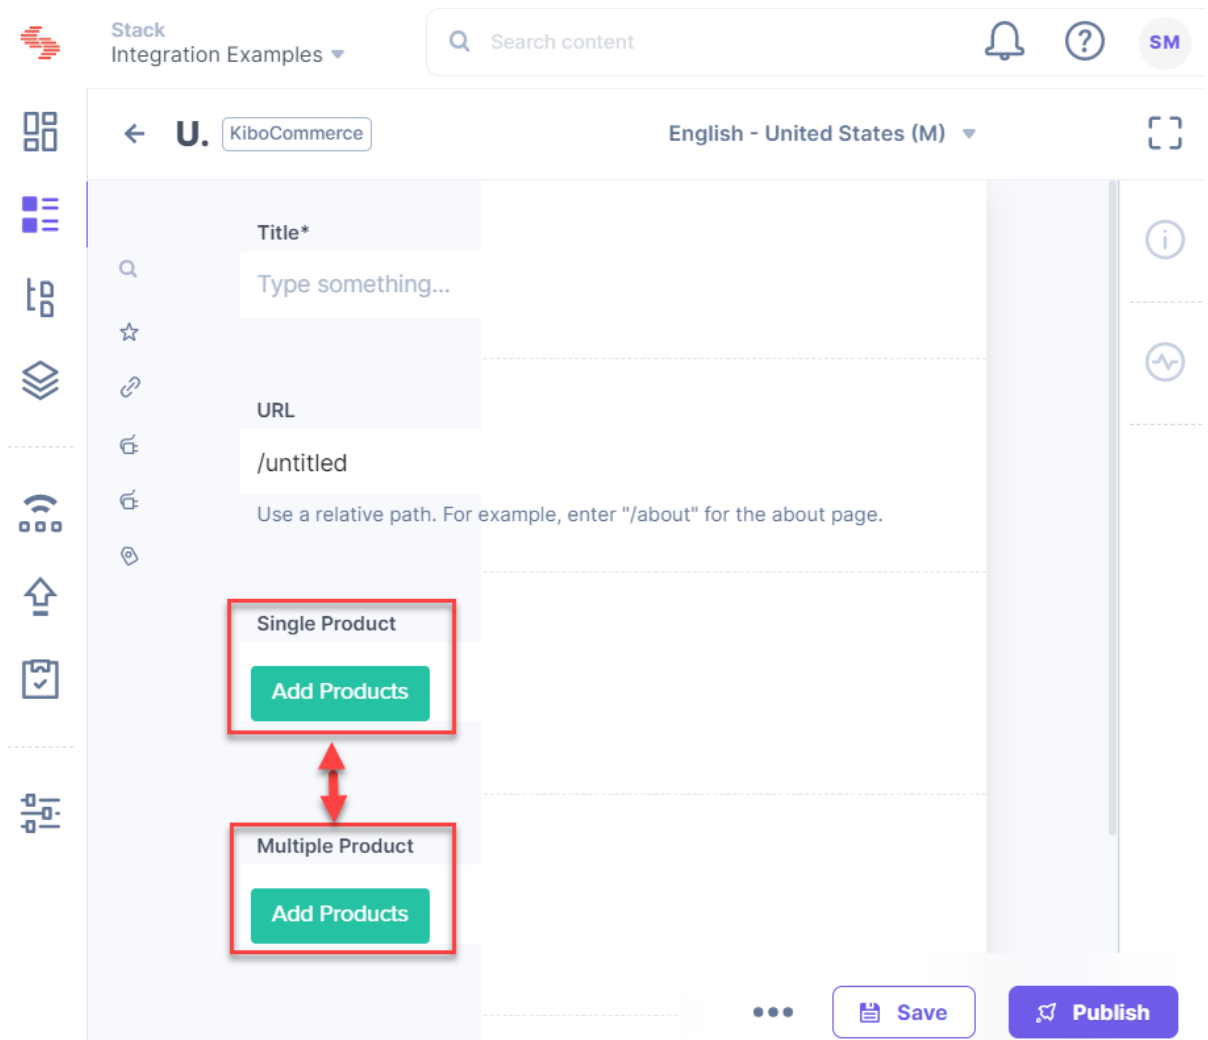 Stack
Integration Examples
Search content
SM
U.
KiboCommerce
English - United States (M)
Title*
Type something...
URL
/untitled
Use a relative path. For example, enter "/about" for the about page.
Single Product
Add Products
Multiple Product
Add Products
Save
Publish